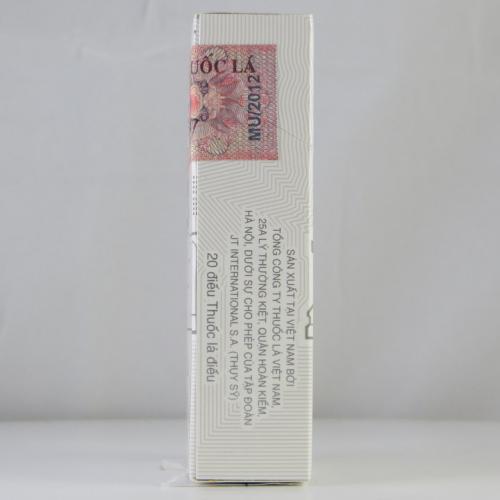 UỐC LÁ
MU/2012
SẢN XUẤT TẠI VIỆT NAM BỞI
TỔNG CÔNG TY THUỐC LÁ VIỆT NAM,
25A LÝ THƯỜNG KIỆT, QUẬN HOÀN KIẾM,
HÀ NỘI, DƯỚI SỰ CHO PHÉP CỦA TẬP ĐOÀN
JT INTERNATIONAL S.A. (THỤY SỸ)
20 điếu Thuốc lá điếu